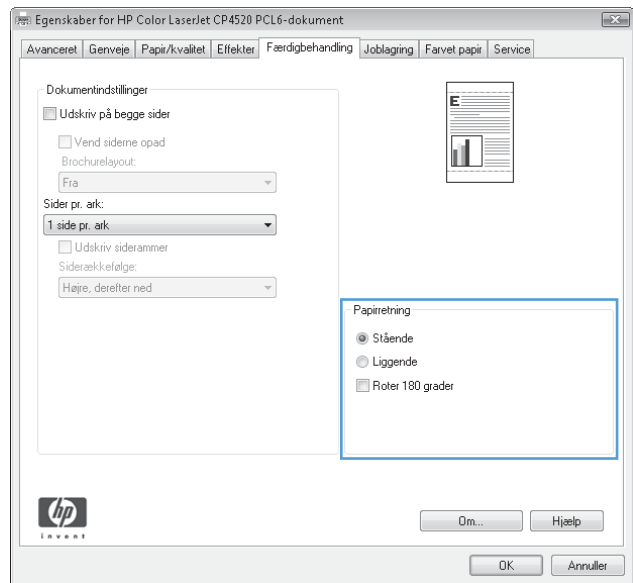 Egenskaber for HP Color LaserJet CP4520 PCL6-dokument
Avanceret Genveje Papir/kvalitet Effekter Færdigbehandling Joblagring Farvet papir Service
Dokumentindstillinger
Udskriv på begge sider
Vend siderne opad
Brochurelayout:
Fra
Sider pr. ark:
1 side pr. ark
Udskriv siderammer
Siderækkefølge:
Højre, derefter ned
E
Papirretning
Stående
Liggende
Roter 180 grader
hp
invent
Om... Hjælp
OK Annuller